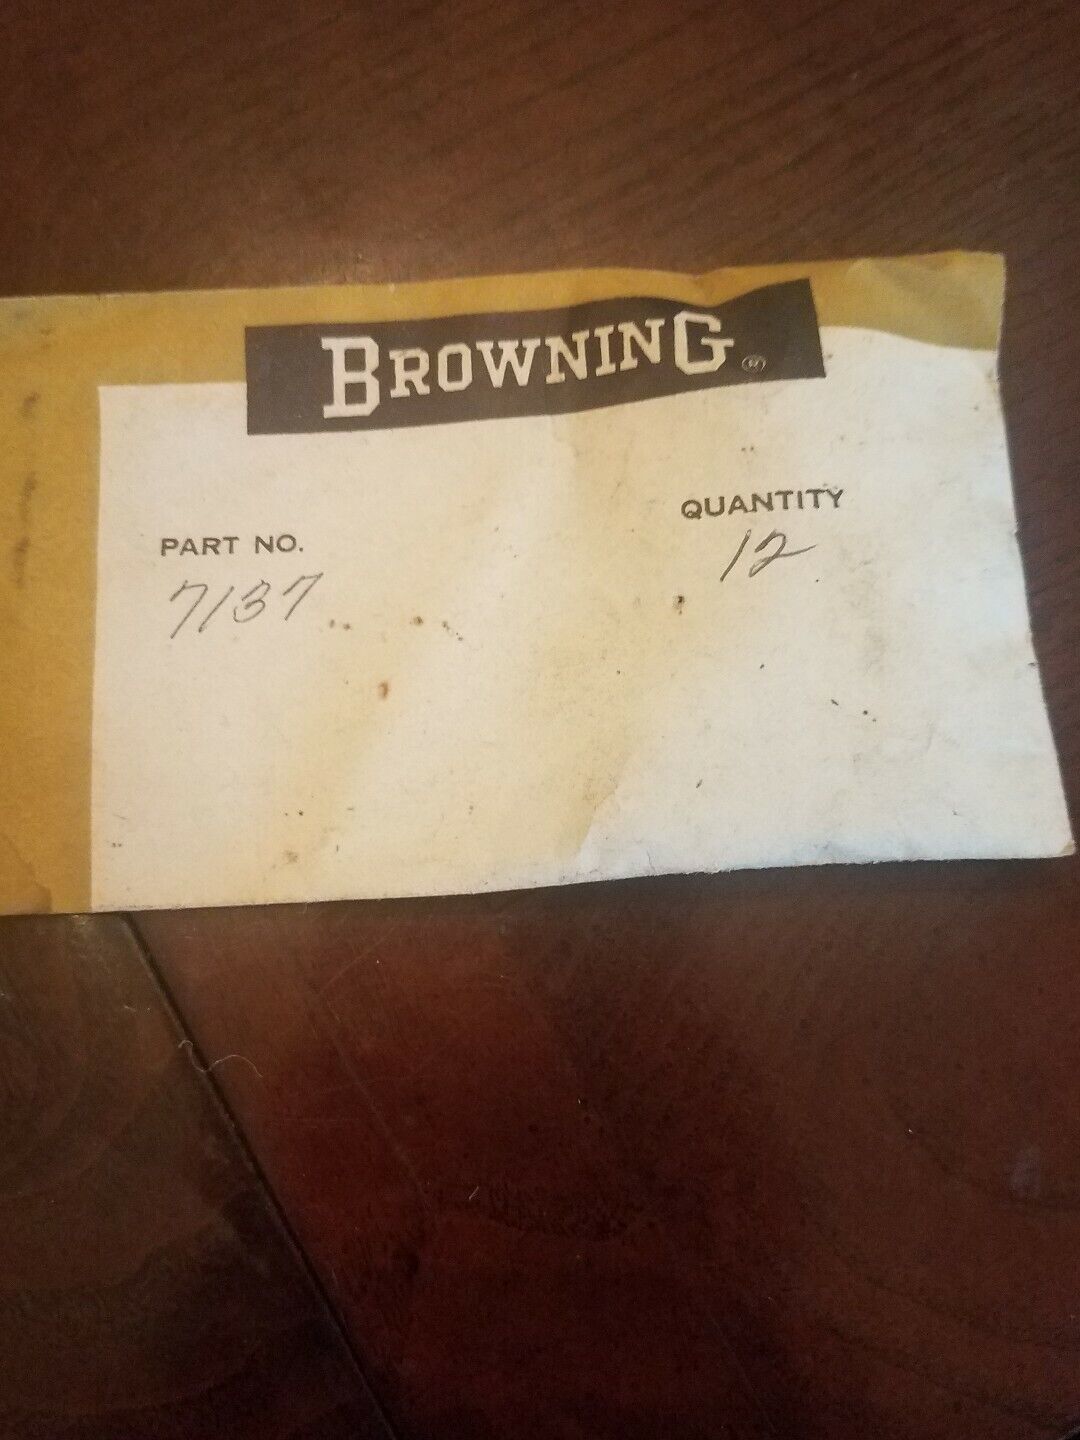 BROWNING ®
QUANTITY
12
PART NO.
7137